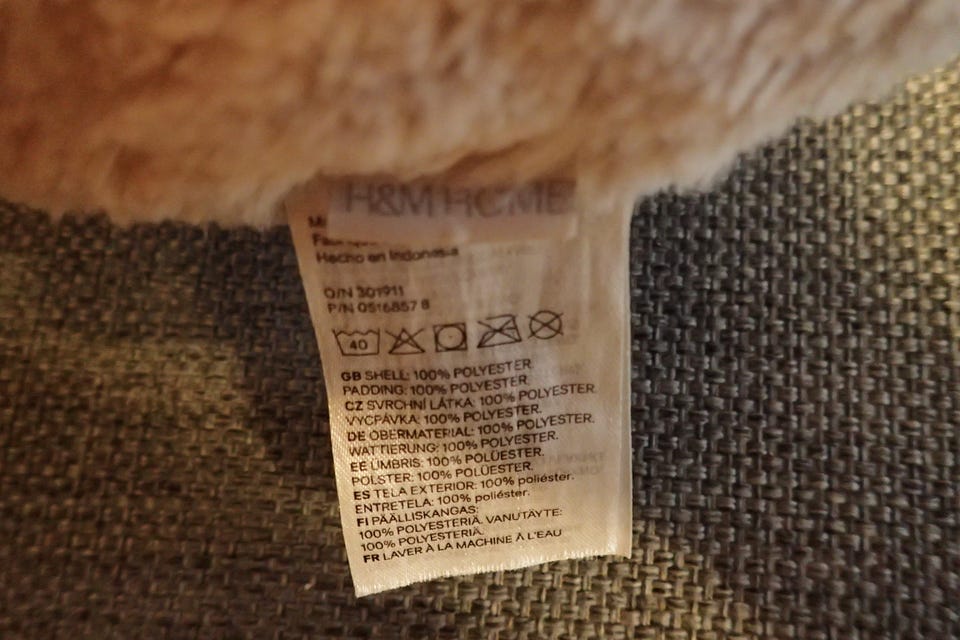 H&M HOME
Hecho en Indonesia
O/N 301911
P/N 0516857 8
40
GB SHELL: 100% POLYESTER.
PADDING: 100% POLYESTER.
CZ SVRCHNÍ LÁTKA: 100% POLYESTER.
VYCPÁVKA: 100% POLYESTER.
DE OBERMATERIAL: 100% POLYESTER.
WATTIERUNG: 100% POLYESTER.
EE ÜMBRIS: 100% POLÜESTER.
POLSTER: 100% POLÜESTER.
ES TELA EXTERIOR: 100% poliéster.
ENTRETELA: 100% poliéster.
FI PÄÄLLISKANGAS:
100% POLYESTERIÄ. VANUTÄYTE:
100% POLYESTERIÄ.
FR LAVER À LA MACHINE À L'EAU